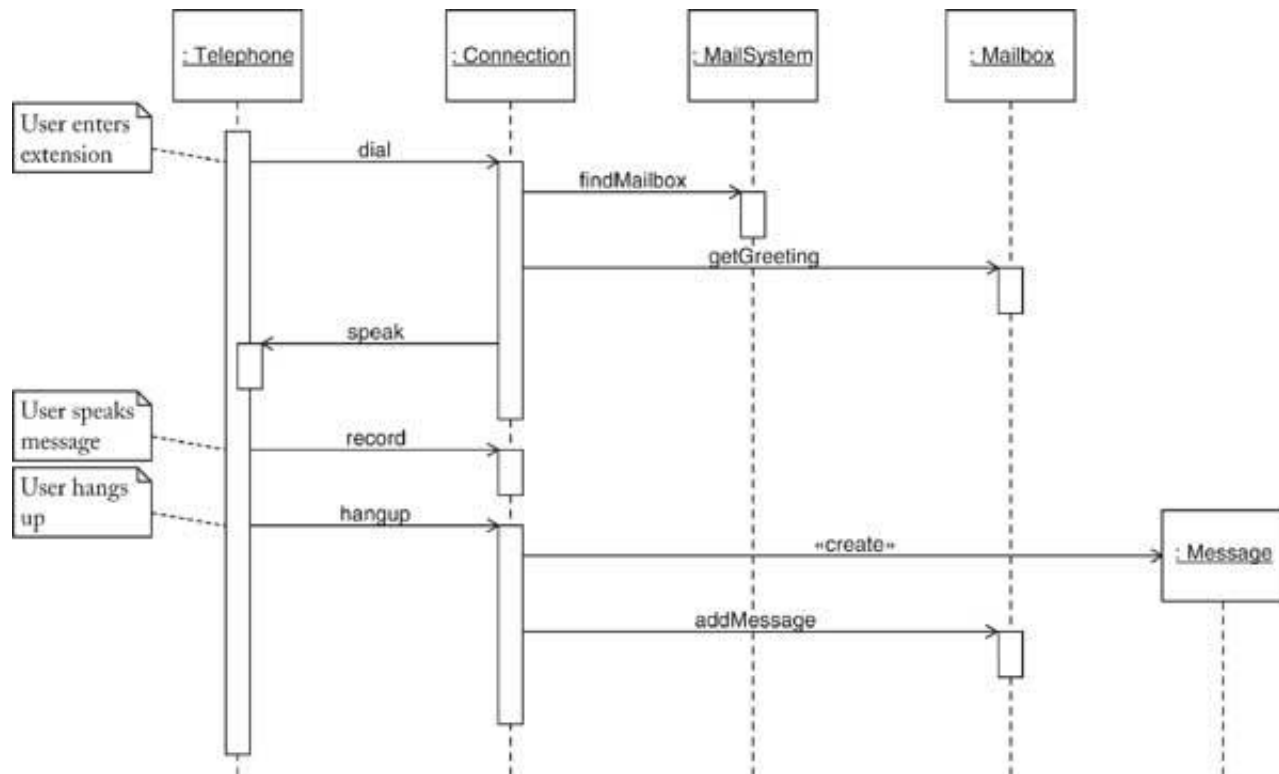 : Telephone
: Connection
: MailSystem
: Mailbox
User enters
extension
dial
findMailbox
getGreeting
speak
User speaks
message
record
User hangs
up
hangup
«create»
: Message
addMessage